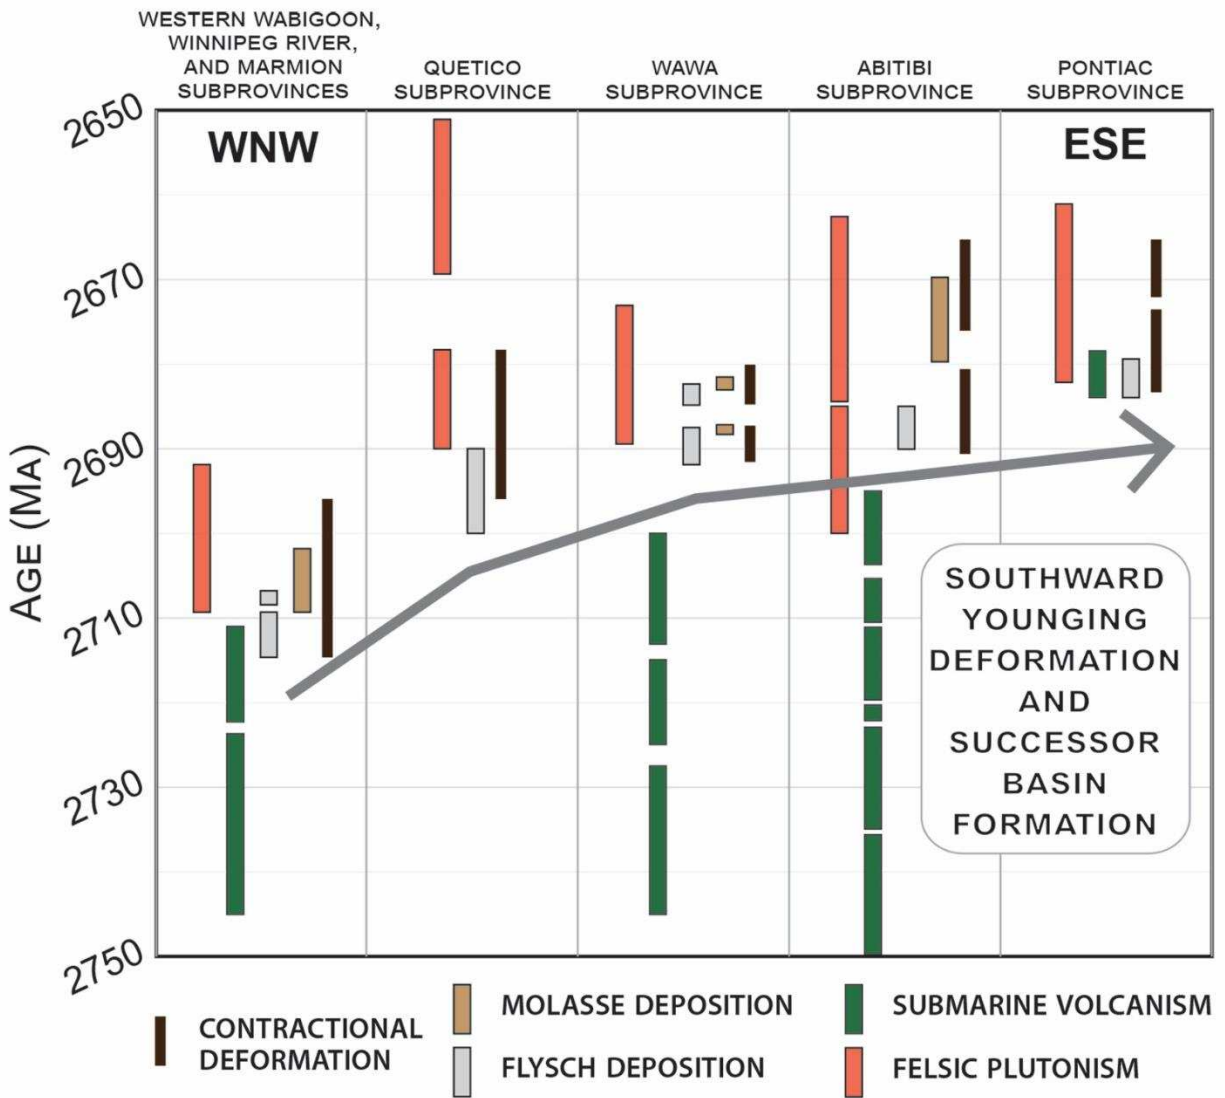 WESTERN WABIGOON,
WINNIPEG RIVER,
AND MARMION
SUBPROVINCES
QUETICO
SUBPROVINCE
WAWA
SUBPROVINCE
ABITIBI
SUBPROVINCE
PONTIAC
SUBPROVINCE
WNW
ESE
AGE (MA)
2650
2670
2690
2710
2730
2750
SOUTHWARD
YOUNGING
DEFORMATION
AND
SUCCESSOR
BASIN
FORMATION
CONTRACTIONAL
DEFORMATION
MOLASSE DEPOSITION
FLYSCH DEPOSITION
SUBMARINE VOLCANISM
FELSIC PLUTONISM